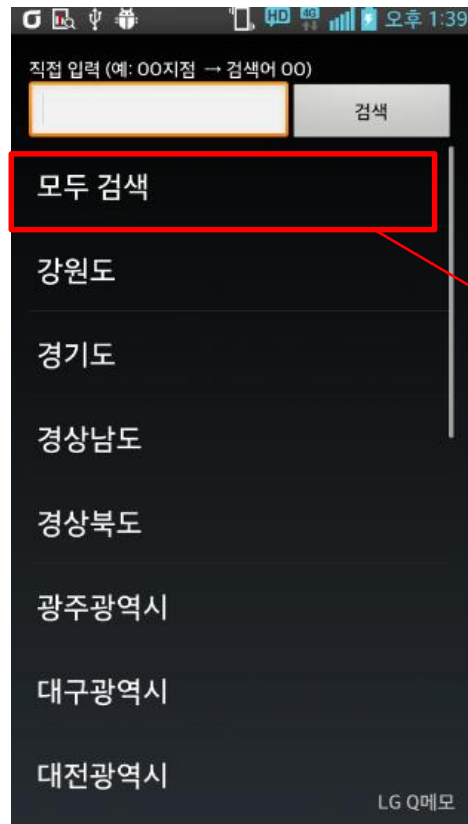 HD 4G 오후 1:39
직접 입력 (예: OO지점 → 검색어 OO)
검색
모두 검색
강원도
경기도
경상남도
경상북도
광주광역시
대구광역시
대전광역시
LG Q메모